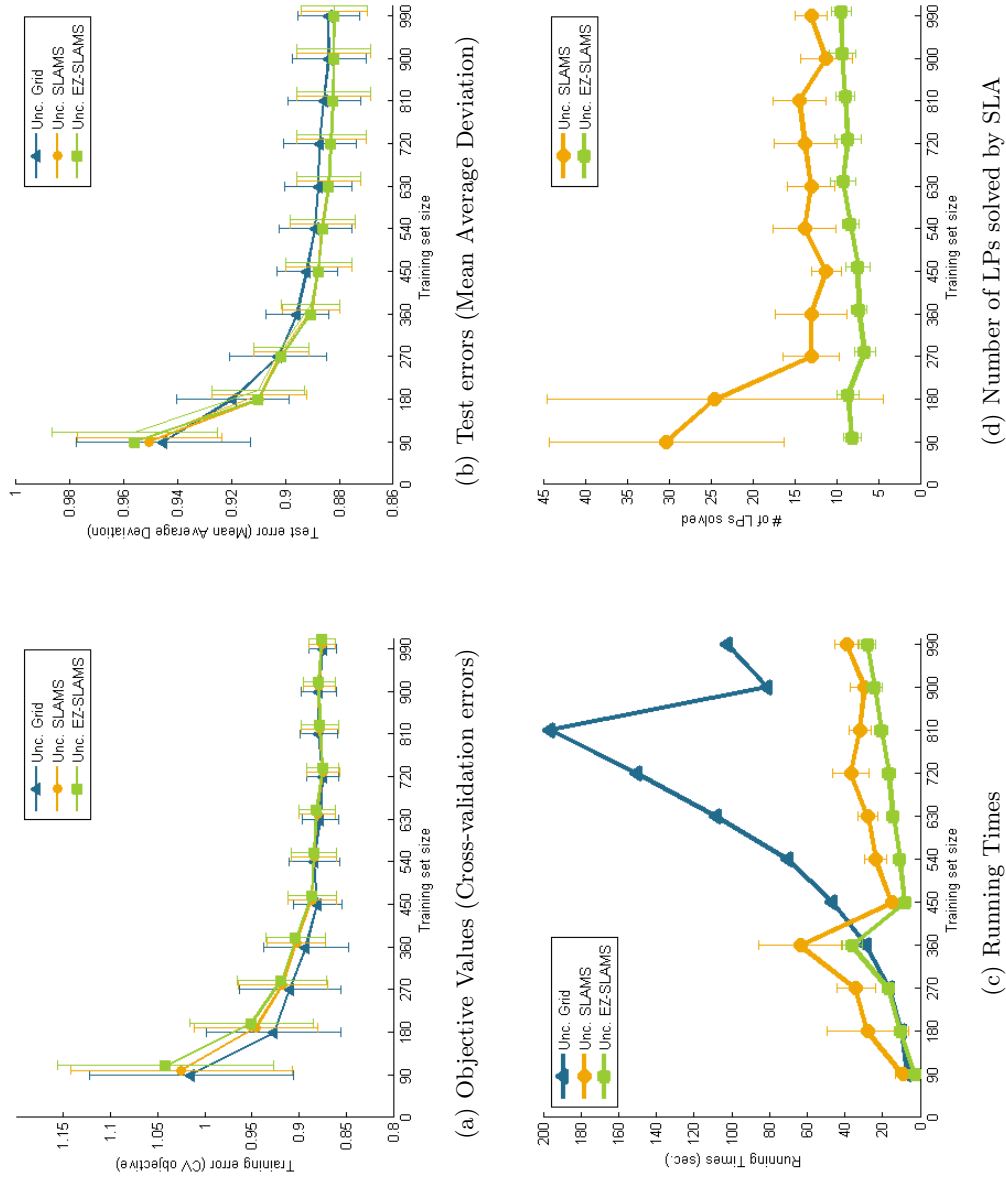 Unc. Grid
Unc. SLAMS
Unc. EZ-SLAMS
Training error (CV objective)
1.15
1.1
1.05
1
0.95
0.9
0.85
0.8
0 90 180 270 360 450 540 630 720 810 900 990
Training set size
(a) Objective Values (Cross-validation errors)
Unc. Grid
Unc. SLAMS
Unc. EZ-SLAMS
Test error (Mean Average Deviation)
1
0.98
0.96
0.94
0.92
0.9
0.88
0.86
0 90 180 270 360 450 540 630 720 810 900 990
Training set size
(b) Test errors (Mean Average Deviation)
Unc. Grid
Unc. SLAMS
Unc. EZ-SLAMS
Running Times (sec.)
200
180
160
140
120
100
80
60
40
20
0
0 90 180 270 360 450 540 630 720 810 900 990
Training set size
(c) Running Times
Unc. SLAMS
Unc. EZ-SLAMS
# of LPs solved
45
40
35
30
25
20
15
10
5
0
0 90 180 270 360 450 540 630 720 810 900 990
Training set size
(d) Number of LPs solved by SLA